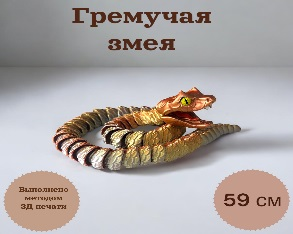 Гремучая
змея
Выполнено
методом
3Д печати
59 см